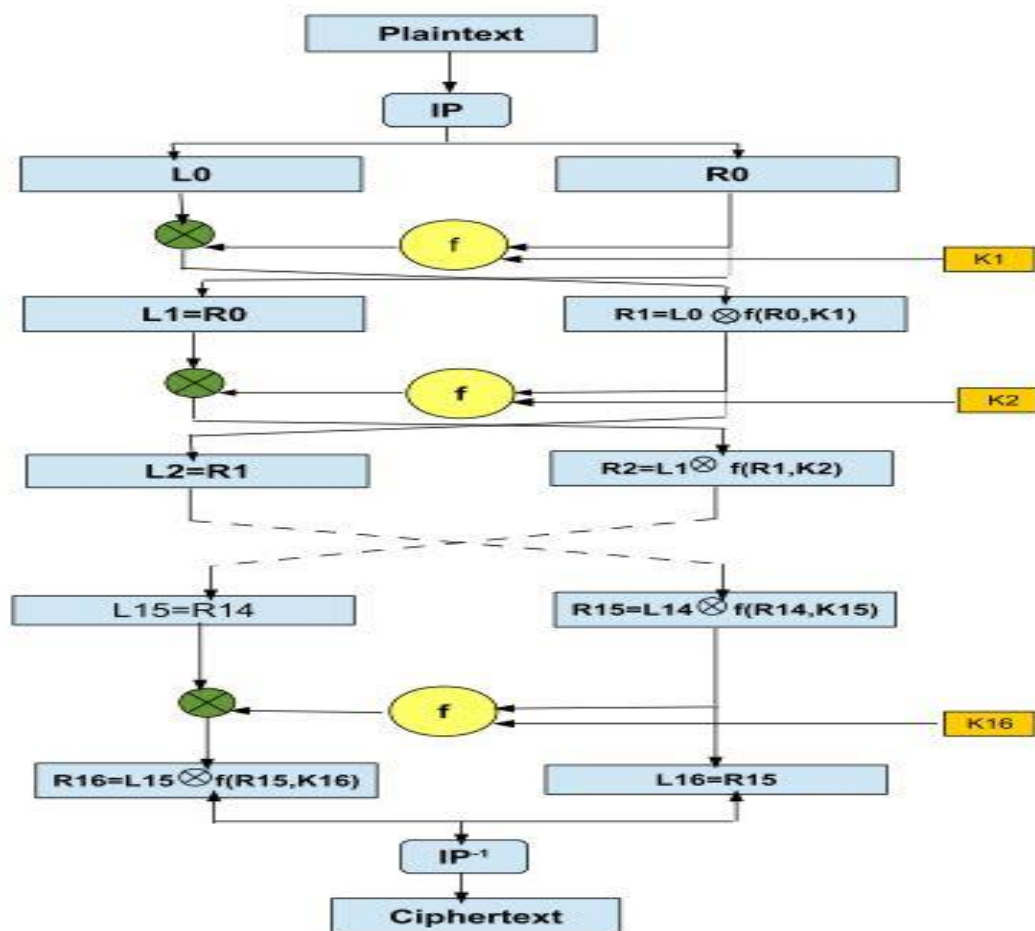 Plaintext
IP
L0
R0
f
K1
L1=R0
R1=L0 ⊗ f(R0,K1)
f
K2
L2=R1
R2=L1 ⊗ f(R1,K2)
L15=R14
R15=L14 ⊗ f(R14,K15)
f
K16
R16=L15 ⊗ f(R15,K16)
L16=R15
IP⁻¹
Ciphertext